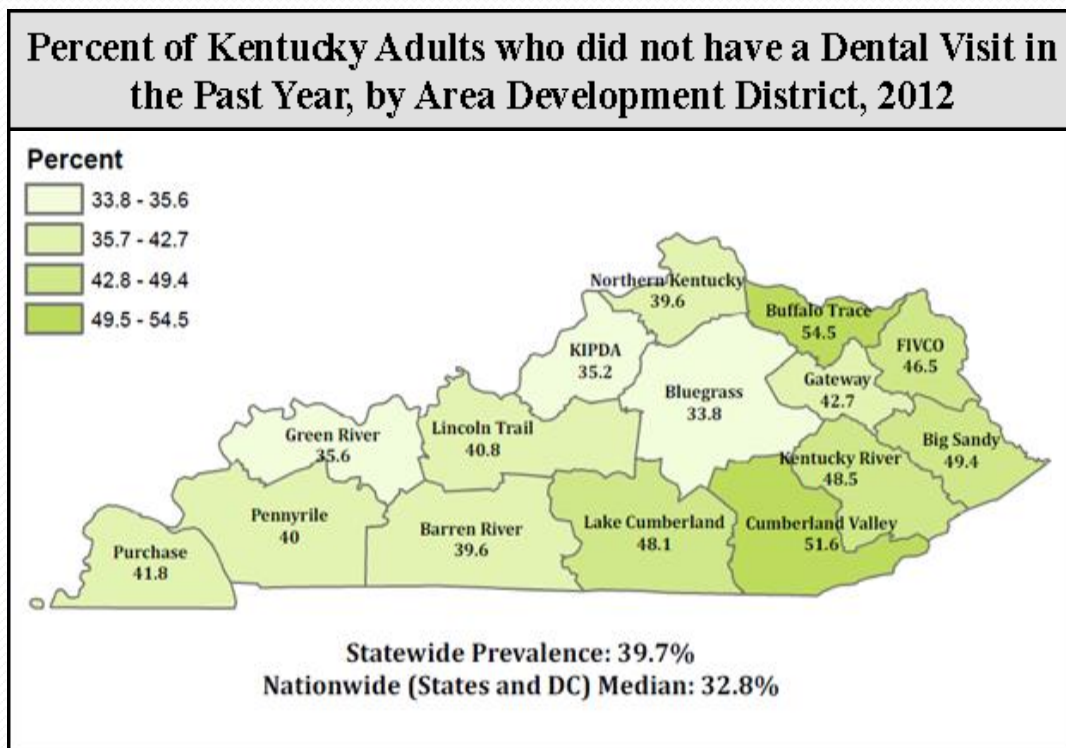 Percent of Kentucky Adults who did not have a Dental Visit in
the Past Year, by Area Development District, 2012
Percent
33.8 - 35.6
35.7 - 42.7
42.8 - 49.4
49.5 - 54.5
Northern Kentucky
39.6
Buffalo Trace
54.5
FIVCO
46.5
KIPDA
35.2
Gateway
42.7
Bluegrass
33.8
Green River
35.6
Lincoln Trail
40.8
Big Sandy
49.4
Kentucky River
48.5
Pennyrile
40
Barren River
39.6
Lake Cumberland
48.1
Cumberland Valley
51.6
Purchase
41.8
Statewide Prevalence: 39.7%
Nationwide (States and DC) Median: 32.8%